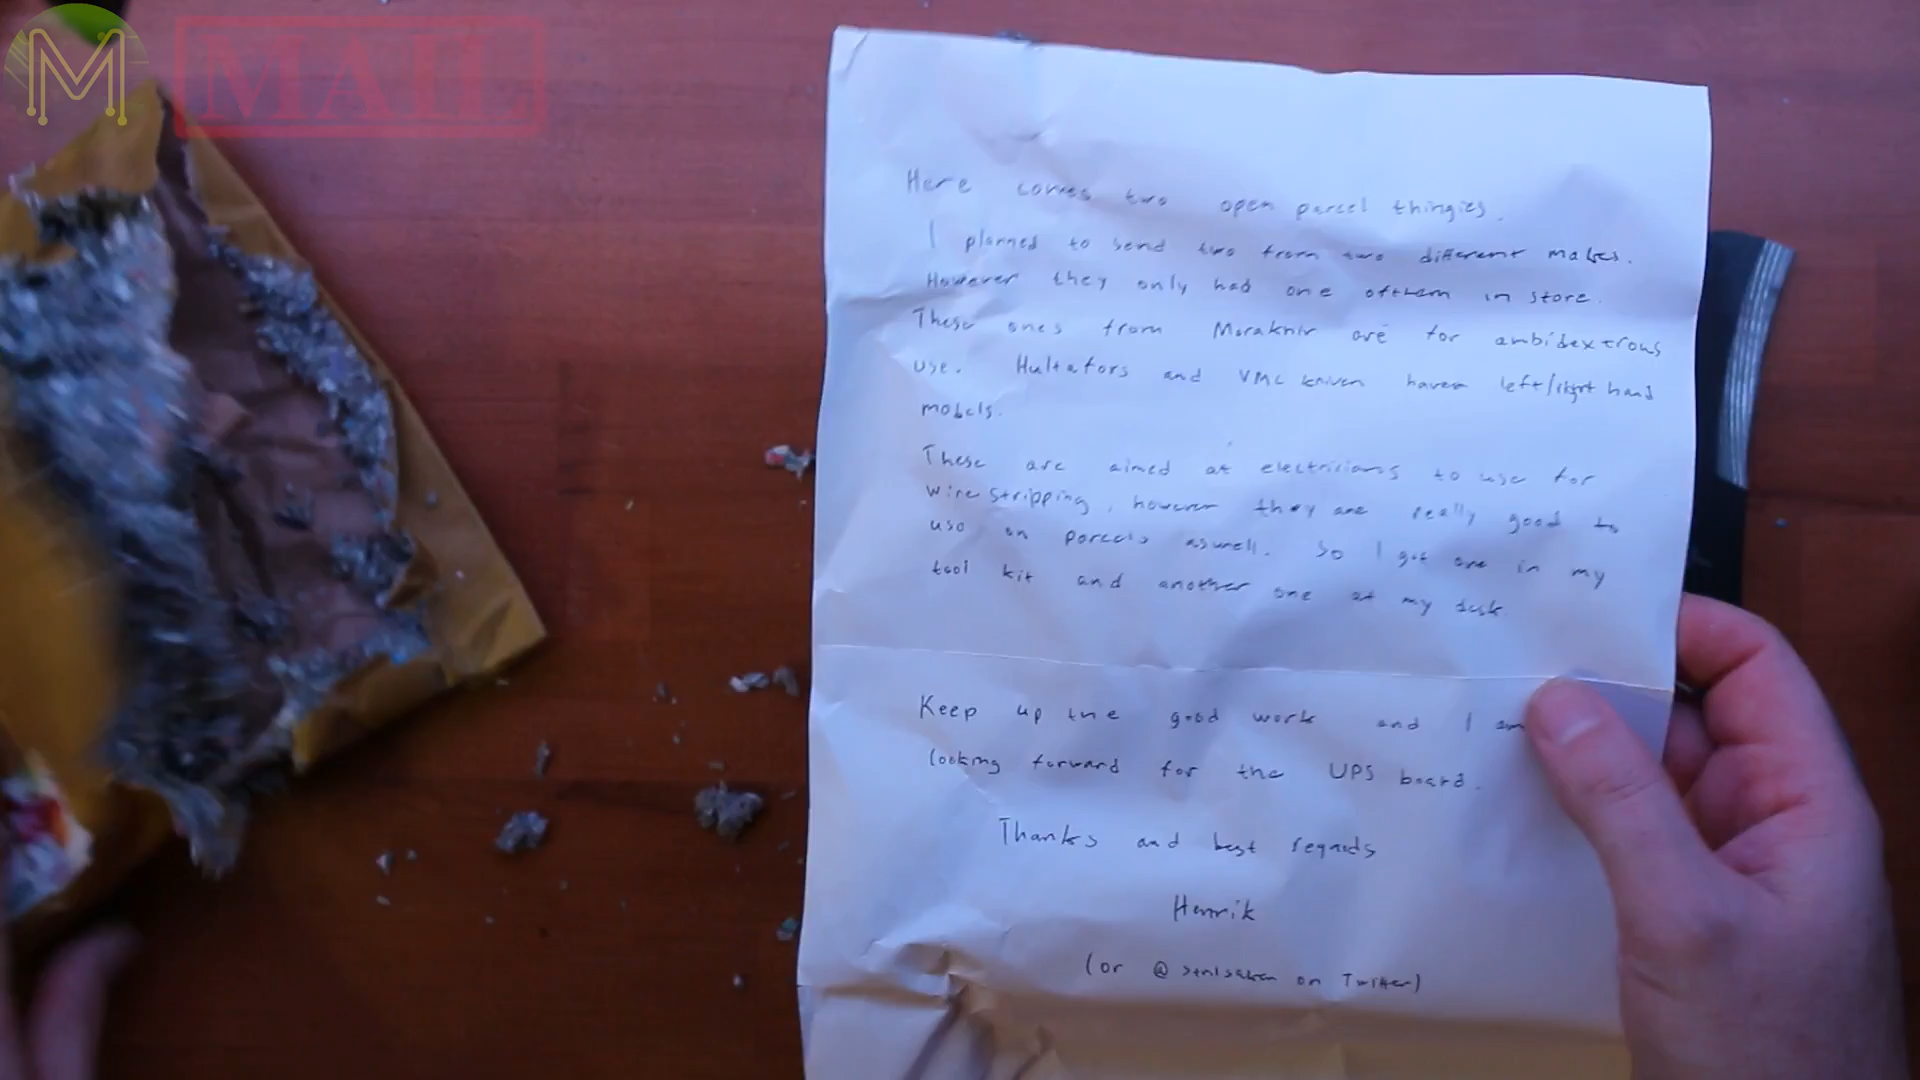 M
MAIL
Here comes two open parcel thingies.
I planned to send two from two different makes.
However they only had one of them in store.
These ones from Moraknir are for ambidextrous
use. Hultafors and VMC kniven haven left/right hand
models.
These are aimed at electricians to use for
wire stripping, however they are really good to
use on parcels aswell. So I got one in my
tool kit and another one at my desk
Keep up the good work and I am
looking forward for the UPS board.
Thanks and best regards
Henrik
(or @ on Twitter)